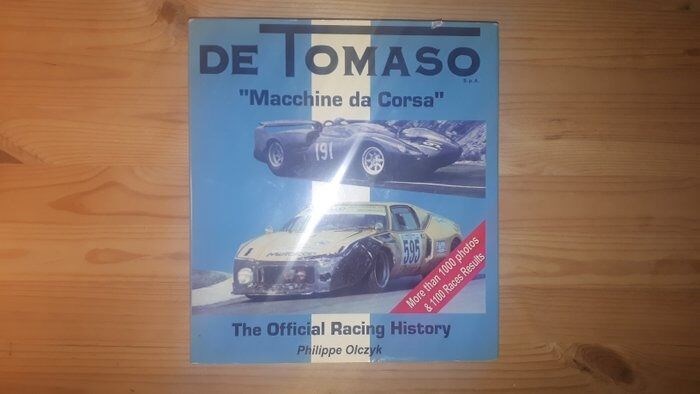 DE TOMASO
S.p.A.
"Macchine da Corsa"
191
595
More than 1000 photos
& 1100 Races Results
The Official Racing History
Philippe Olczyk